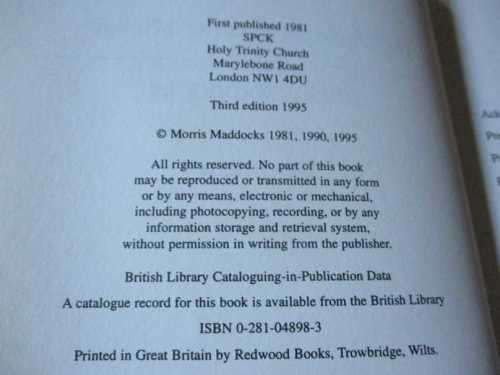 First published 1981
SPCK
Holy Trinity Church
Marylebone Road
London NW1 4DU
Third edition 1995
© Morris Maddocks 1981, 1990, 1995
All rights reserved. No part of this book
may be reproduced or transmitted in any form
or by any means, electronic or mechanical,
including photocopying, recording, or by any
information storage and retrieval system,
without permission in writing from the publisher.
British Library Cataloguing-in-Publication Data
A catalogue record for this book is available from the British Library
ISBN 0-281-04898-3
Printed in Great Britain by Redwood Books, Trowbridge, Wilts.